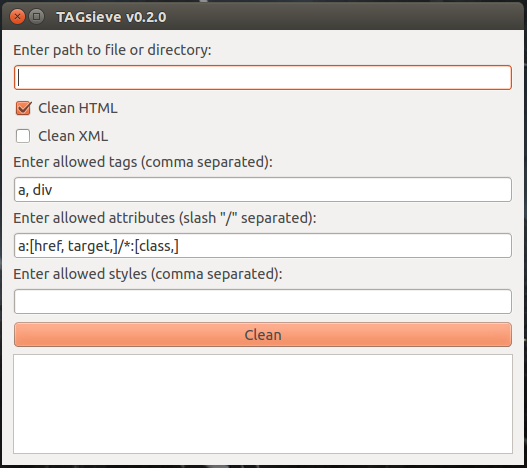 TAGsieve v0.2.0
Enter path to file or directory:
Clean HTML
Clean XML
Enter allowed tags (comma separated):
a, div
Enter allowed attributes (slash "/" separated):
a:[href, target,]/*:[class,]
Enter allowed styles (comma separated):
Clean